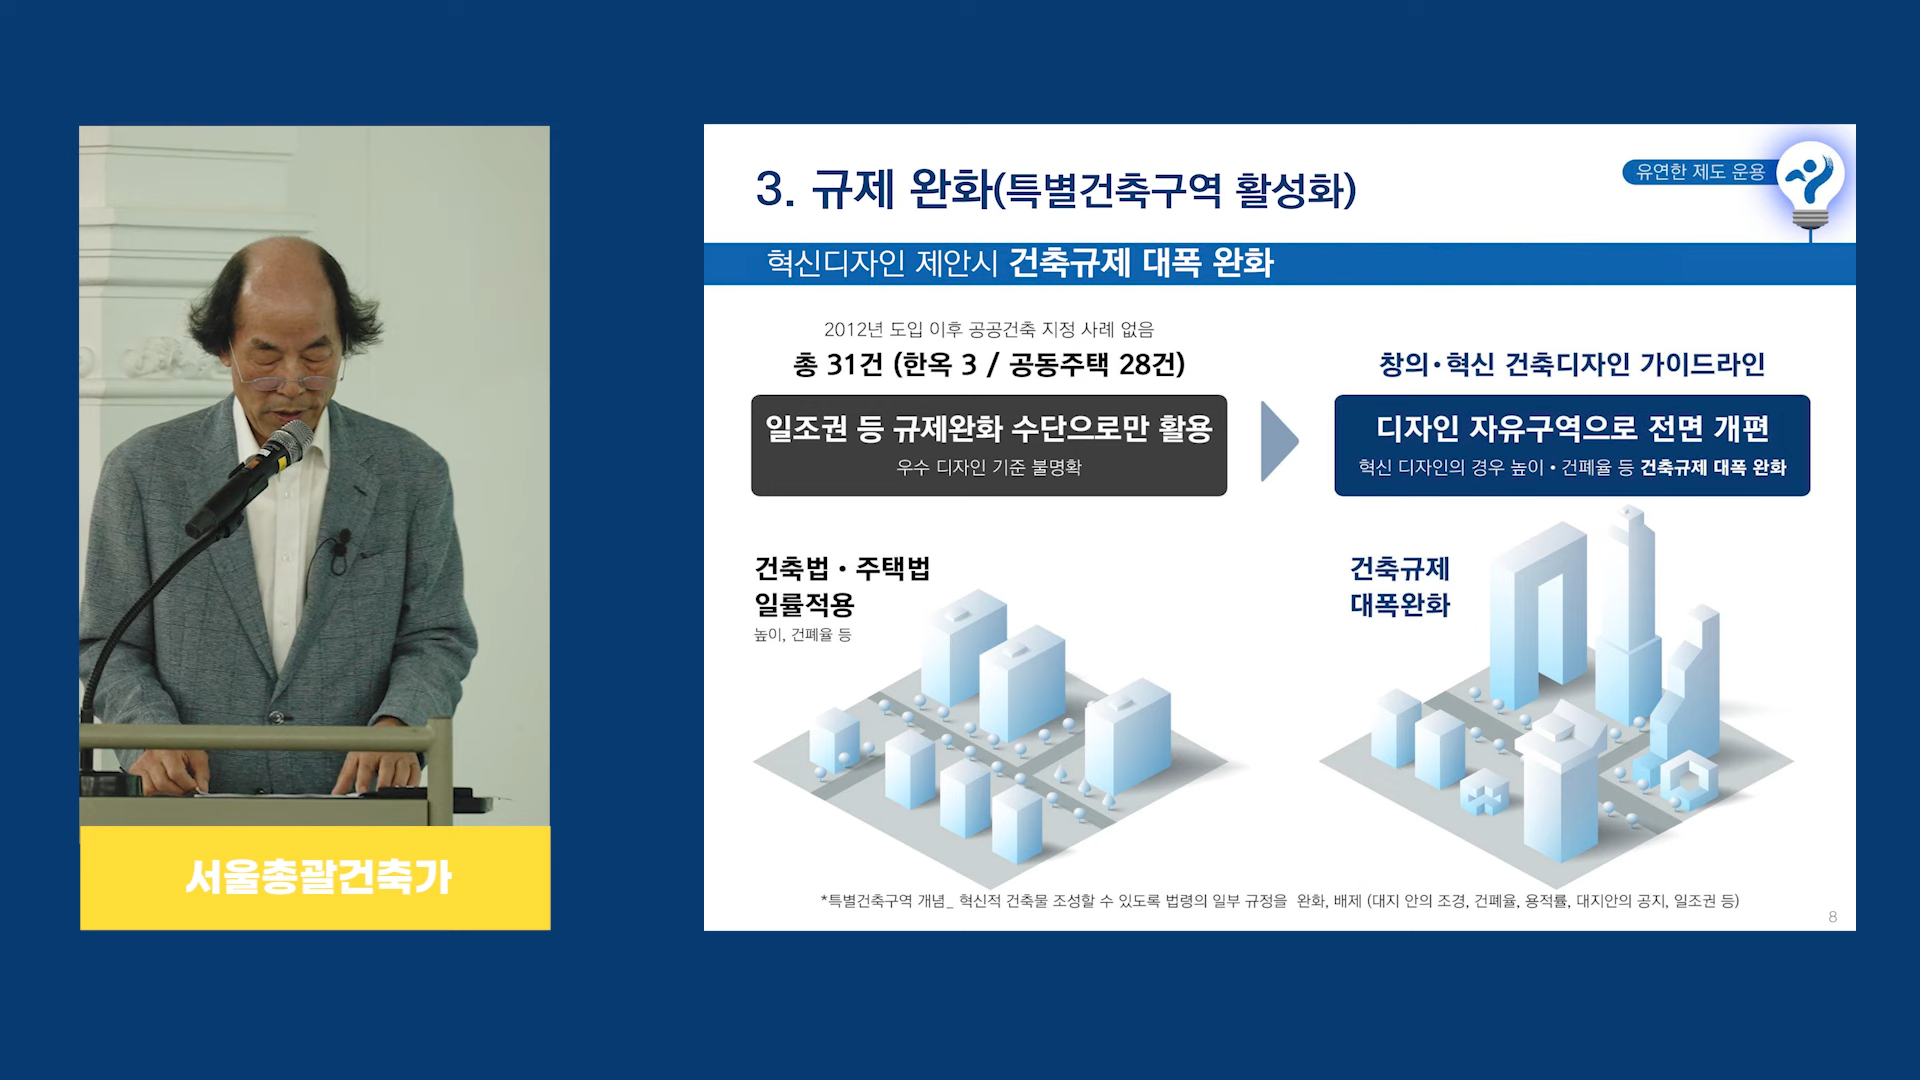 서울총괄건축가
3. 규제 완화(특별건축구역 활성화)
유연한 제도 운용
혁신디자인 제안시 건축규제 대폭 완화
2012년 도입 이후 공공건축 지정 사례 없음
총 31건 (한옥 3 / 공동주택 28건)
일조권 등 규제완화 수단으로만 활용
우수 디자인 기준 불명확
창의·혁신 건축디자인 가이드라인
디자인 자유구역으로 전면 개편
혁신 디자인의 경우 높이·건폐율 등 건축규제 대폭 완화
건축법·주택법
일률적용
높이, 건폐율 등
건축규제
대폭완화
*특별건축구역 개념_ 혁신적 건축물 조성할 수 있도록 법령의 일부 규정을 완화, 배제 (대지 안의 조경, 건폐율, 용적률, 대지안의 공지, 일조권 등)
8